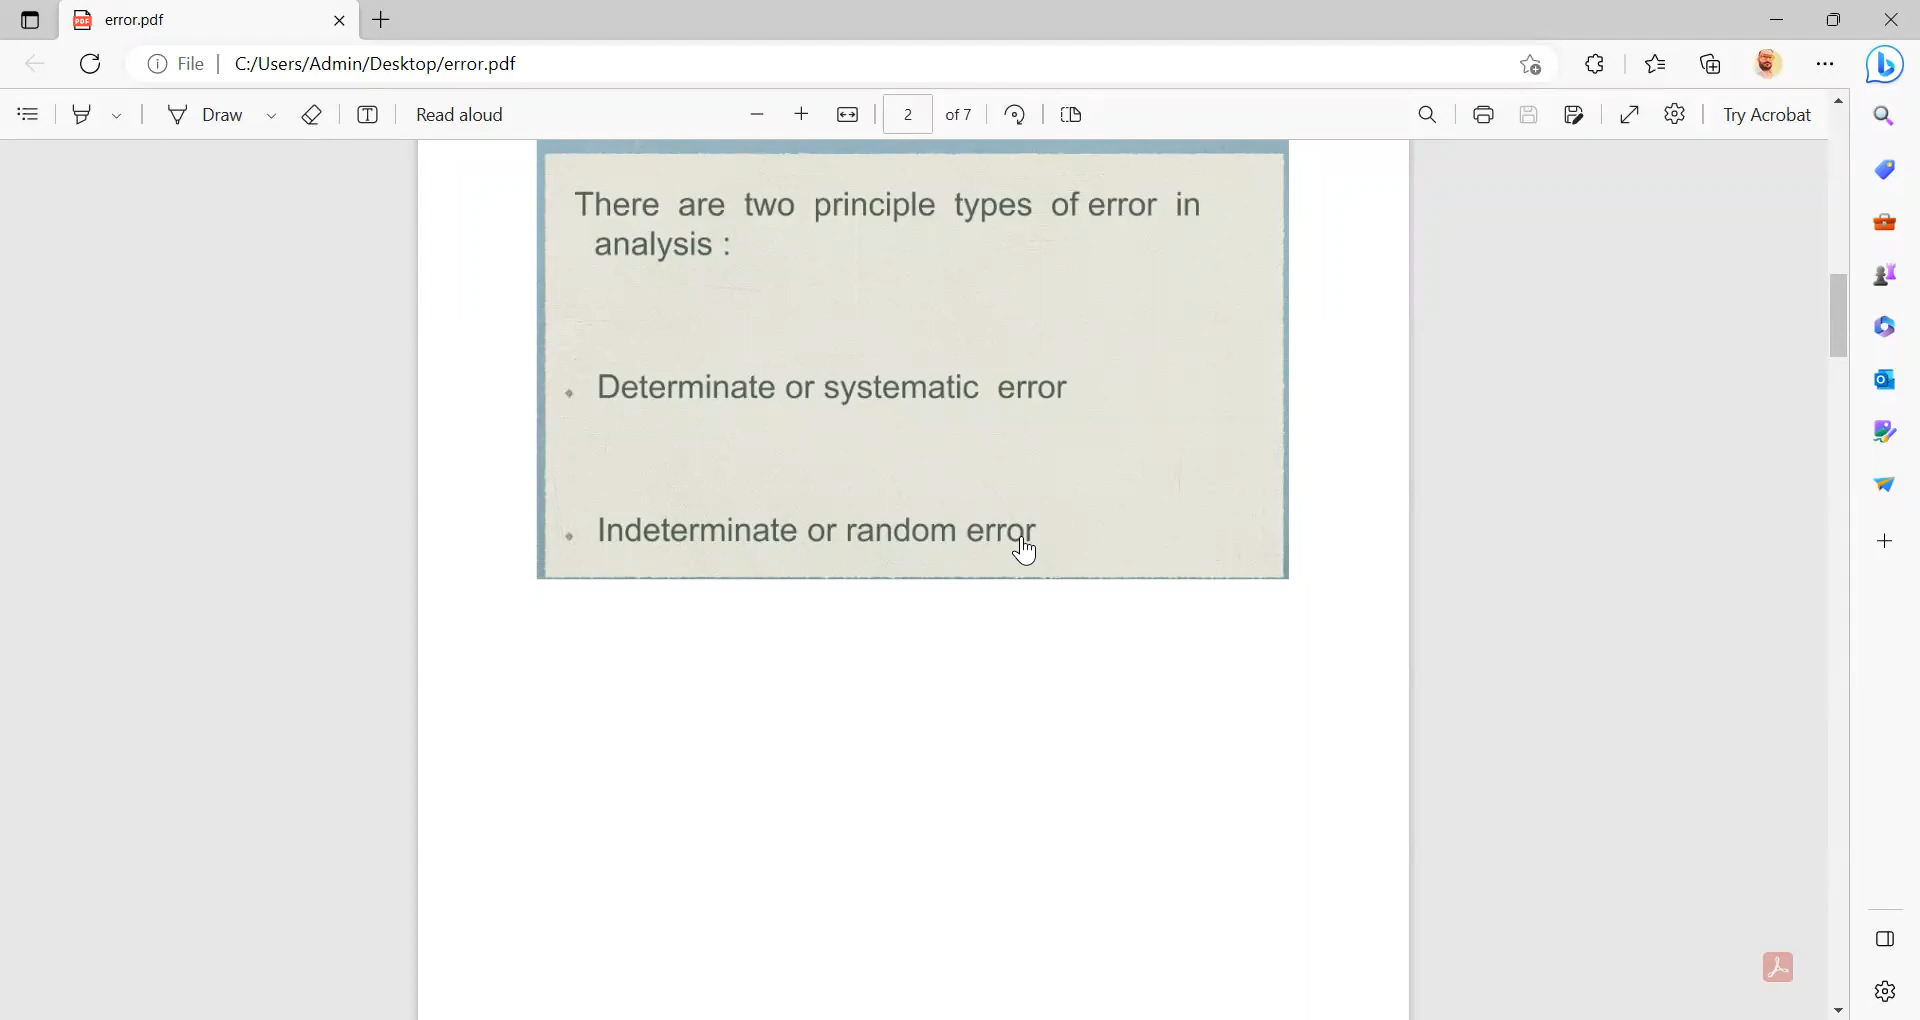 error.pdf
File
C:/Users/Admin/Desktop/error.pdf
Draw
Read aloud
2 of 7
Try Acrobat
There are two principle types of error in
analysis :
Determinate or systematic error
Indeterminate or random error